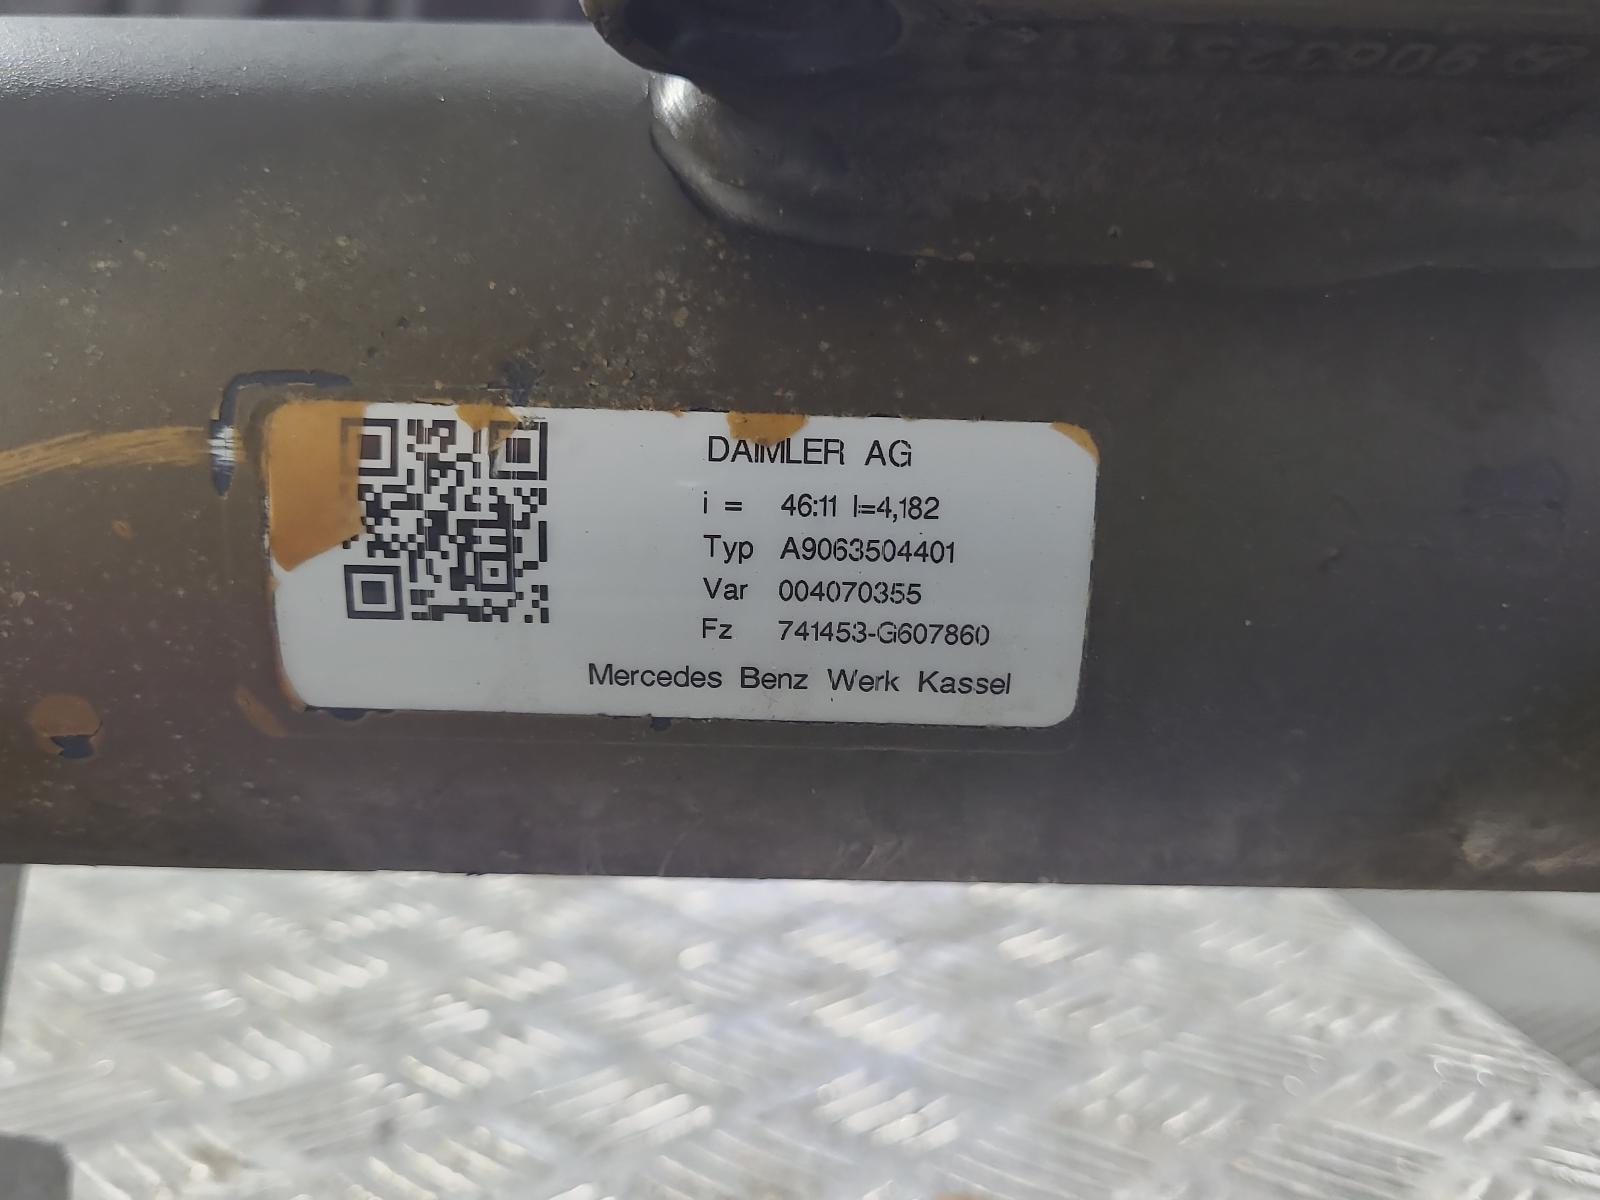 DAIMLER AG
i = 46:11 I=4,182
Typ A9063504401
Var 004070355
Fz 741453-G607860
Mercedes Benz Werk Kassel